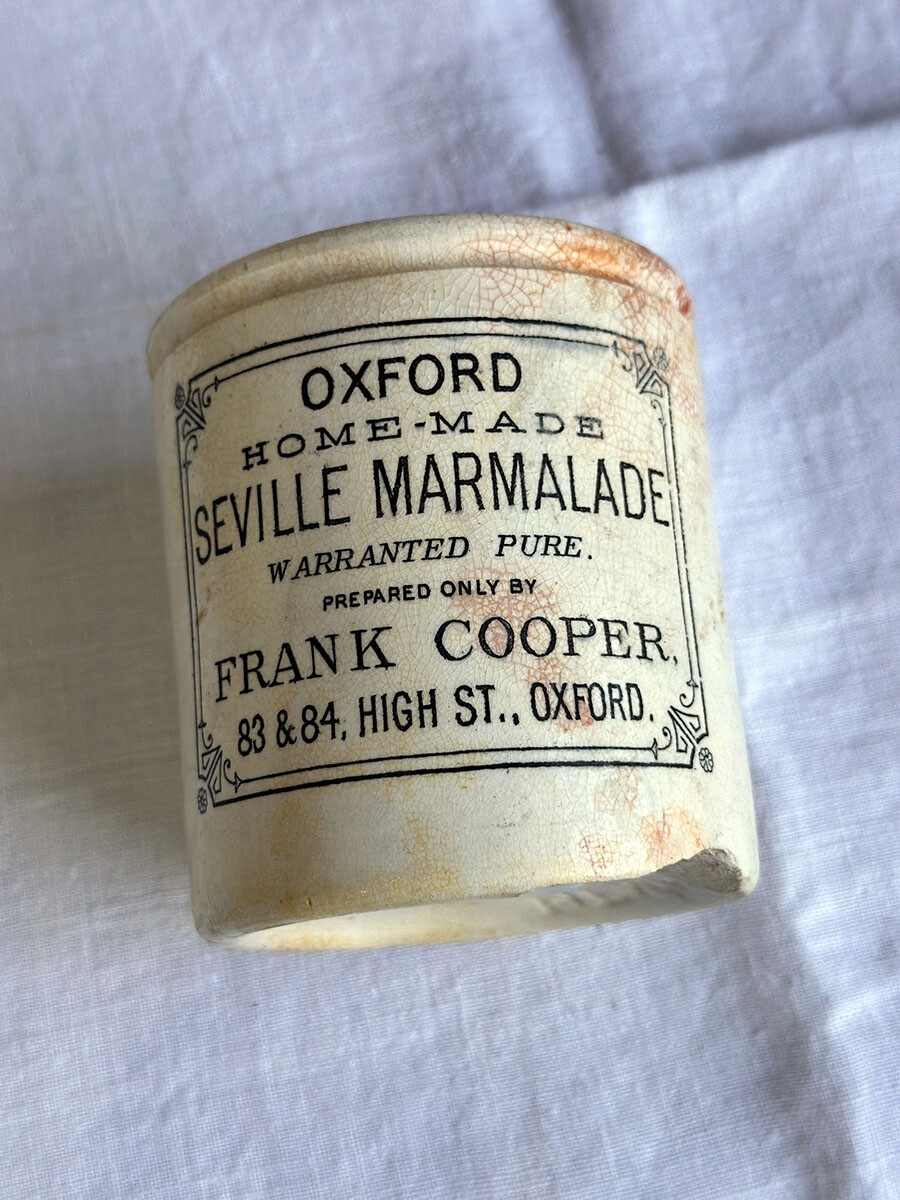 OXFORD
HOME-MADE
SEVILLE MARMALADE
WARRANTED PURE.
PREPARED ONLY BY
FRANK COOPER,
83 & 84, HIGH ST., OXFORD.